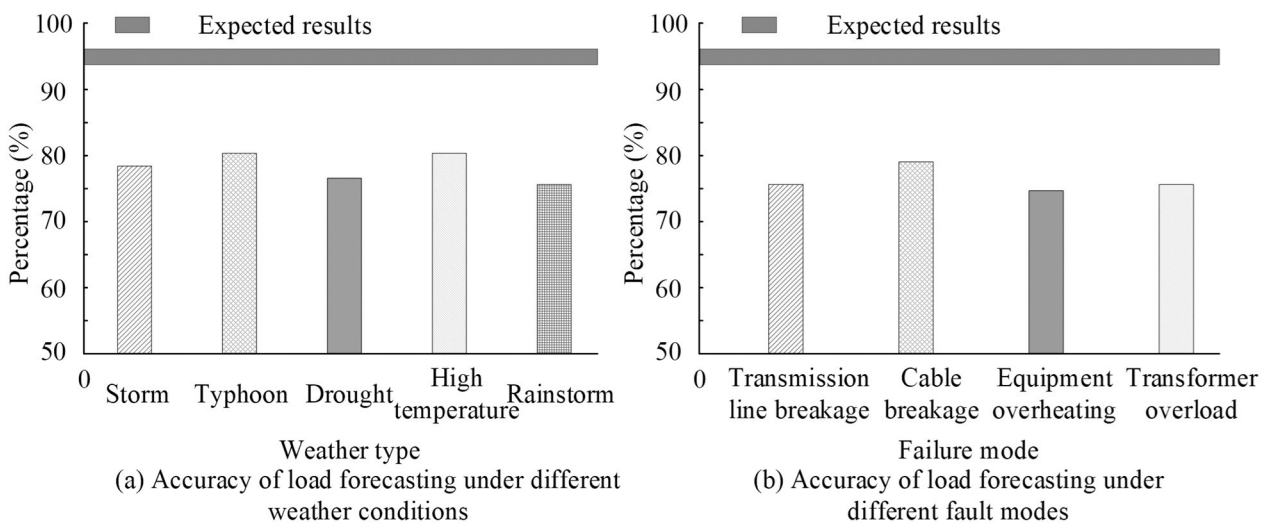 100
Expected results
90
80
70
60
50
Percentage (%)
0
Storm
Typhoon
Drought
High
temperature
Rainstorm
Weather type
(a) Accuracy of load forecasting under different
weather conditions
100
Expected results
90
80
70
60
50
Percentage (%)
0
Transmission
line breakage
Cable
breakage
Equipment
overheating
Transformer
overload
Failure mode
(b) Accuracy of load forecasting under
different fault modes